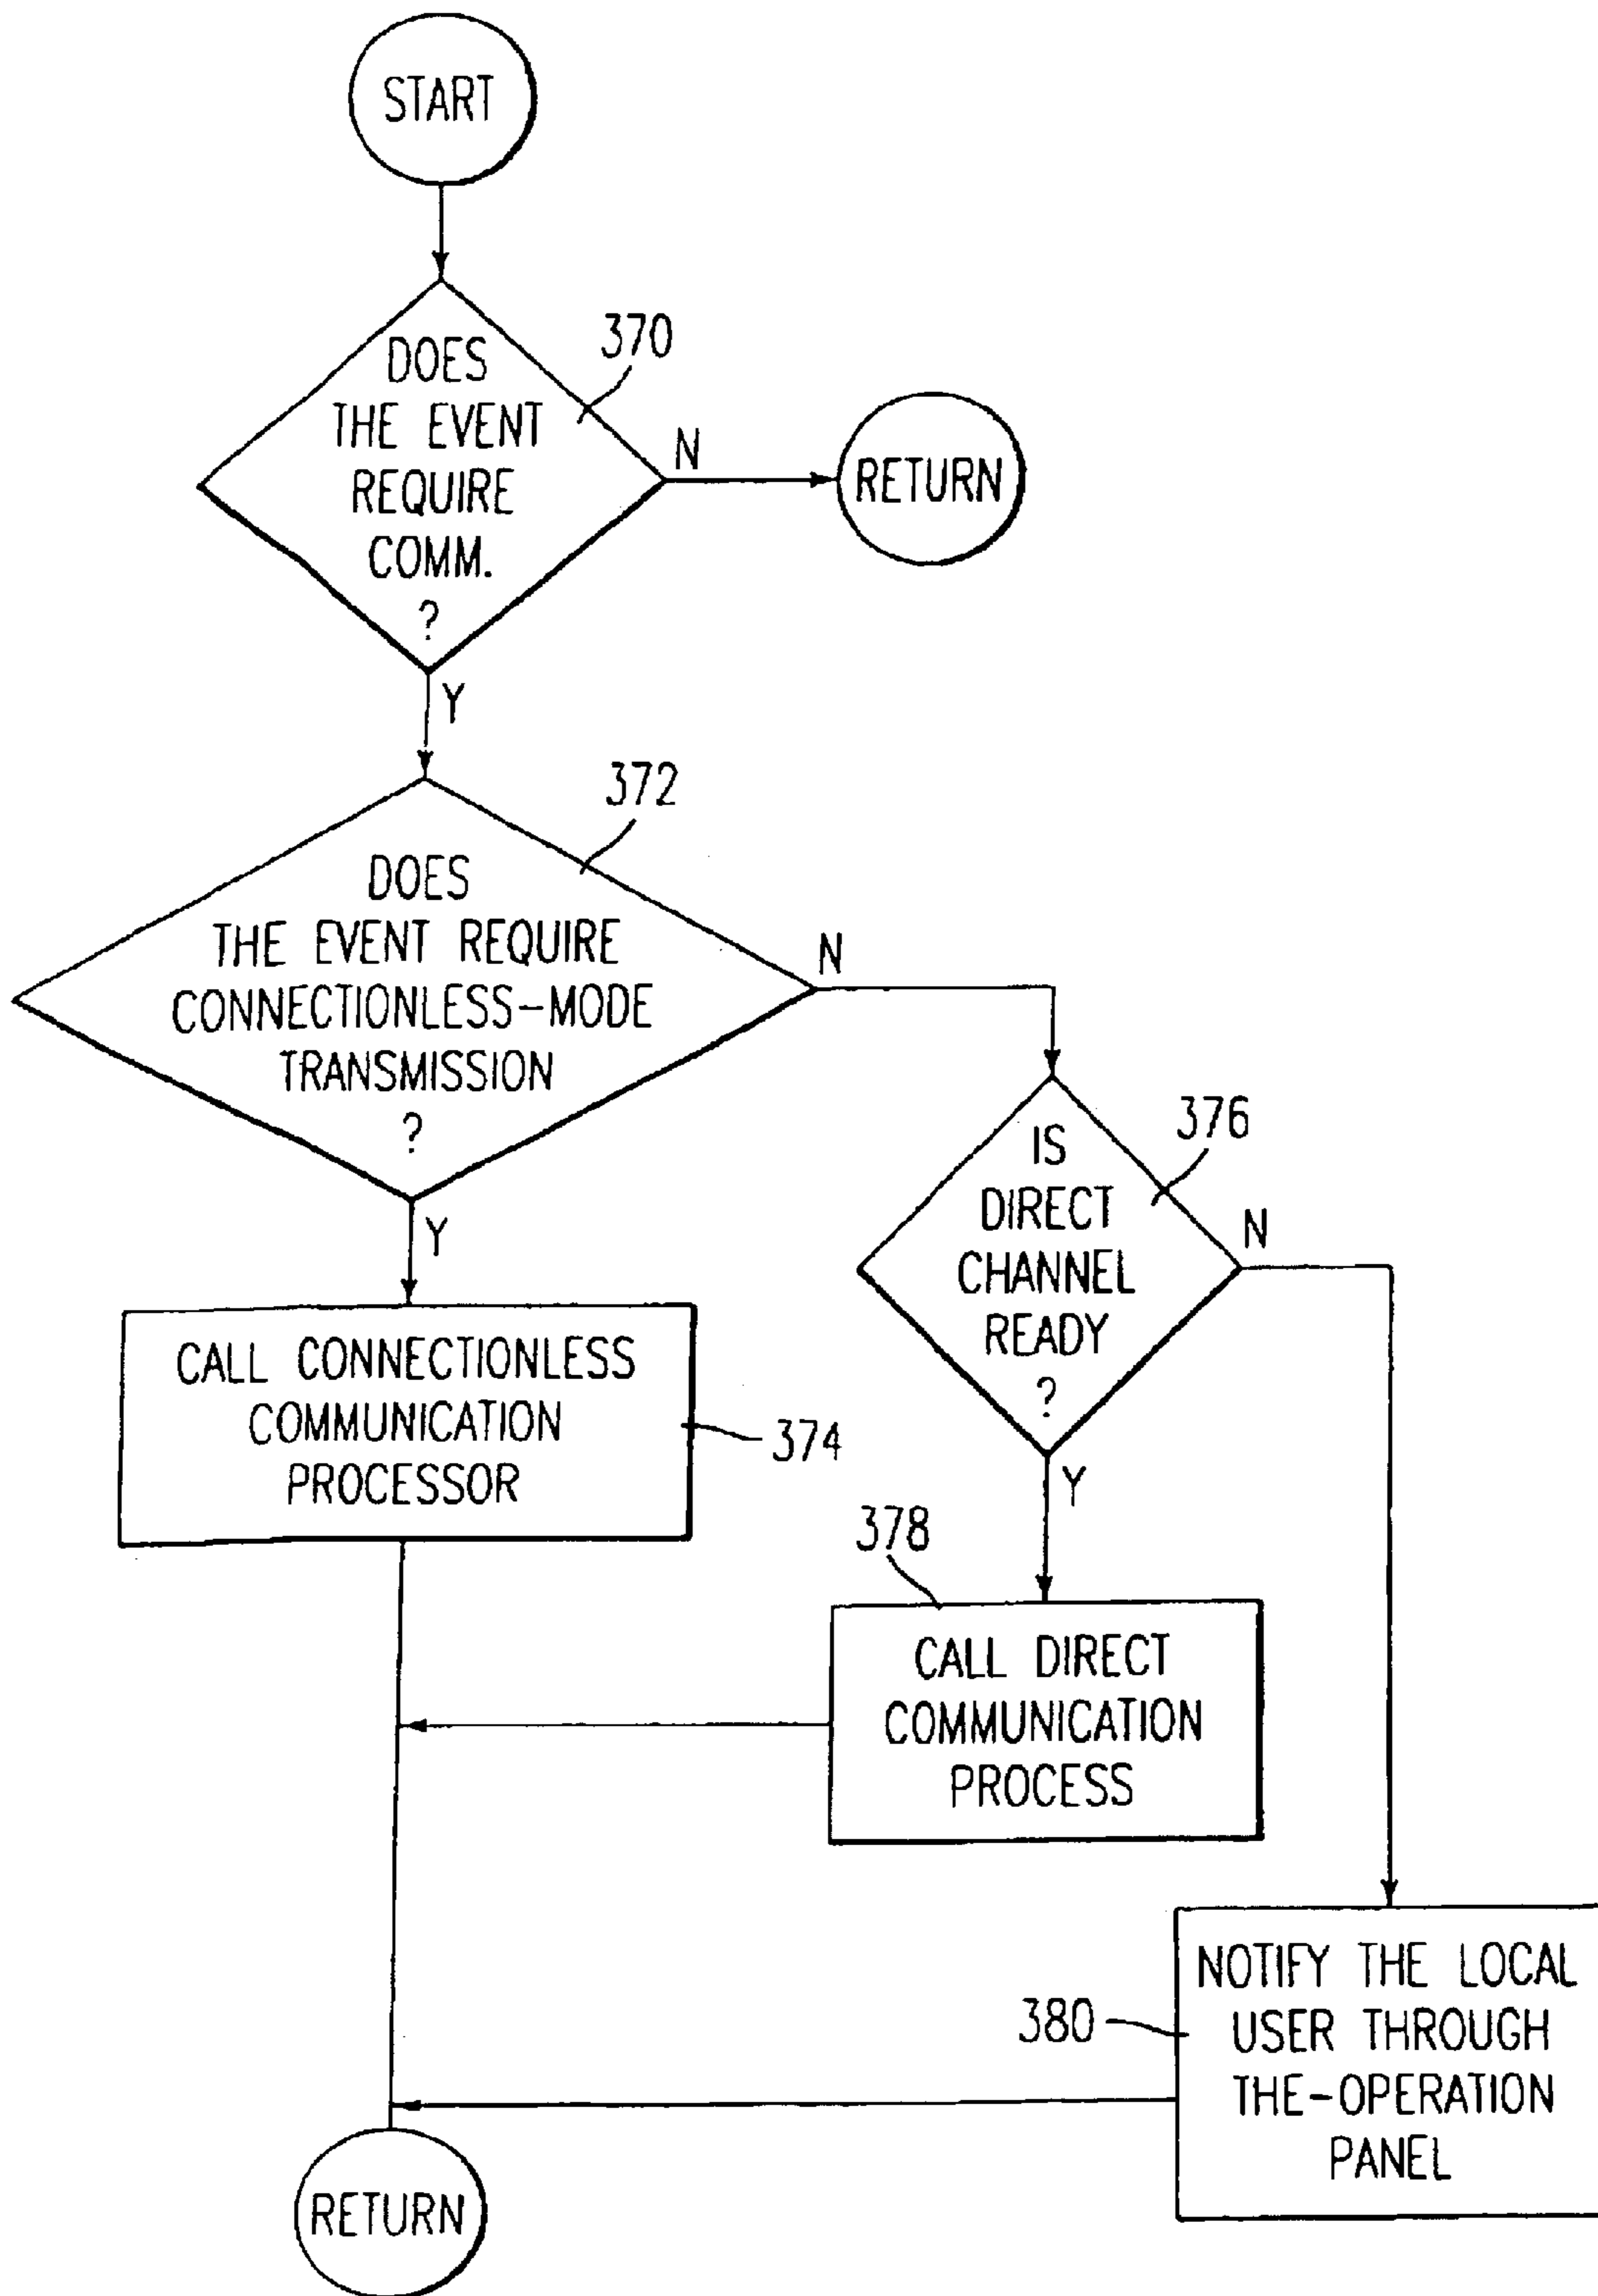 START
370
DOES
THE EVENT
REQUIRE
COMM.
?
N
RETURN
Y
372
DOES
THE EVENT REQUIRE
CONNECTIONLESS-MODE
TRANSMISSION
?
N
Y
376
IS
DIRECT
CHANNEL
READY
?
N
Y
CALL CONNECTIONLESS
COMMUNICATION
PROCESSOR
374
378
CALL DIRECT
COMMUNICATION
PROCESS
380
NOTIFY THE LOCAL
USER THROUGH
THE-OPERATION
PANEL
RETURN